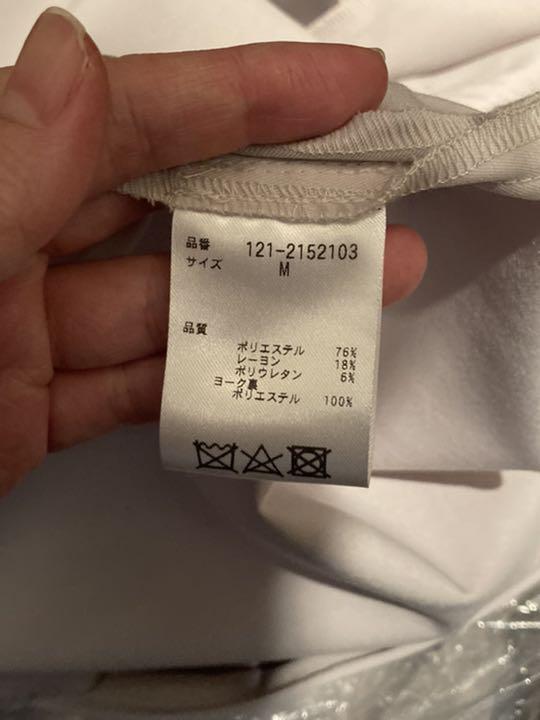 品番 121-2152103
サイズ M
品質
ポリエステル 76%
レーヨン 18%
ポリウレタン 6%
ヨーク裏
ポリエステル 100%